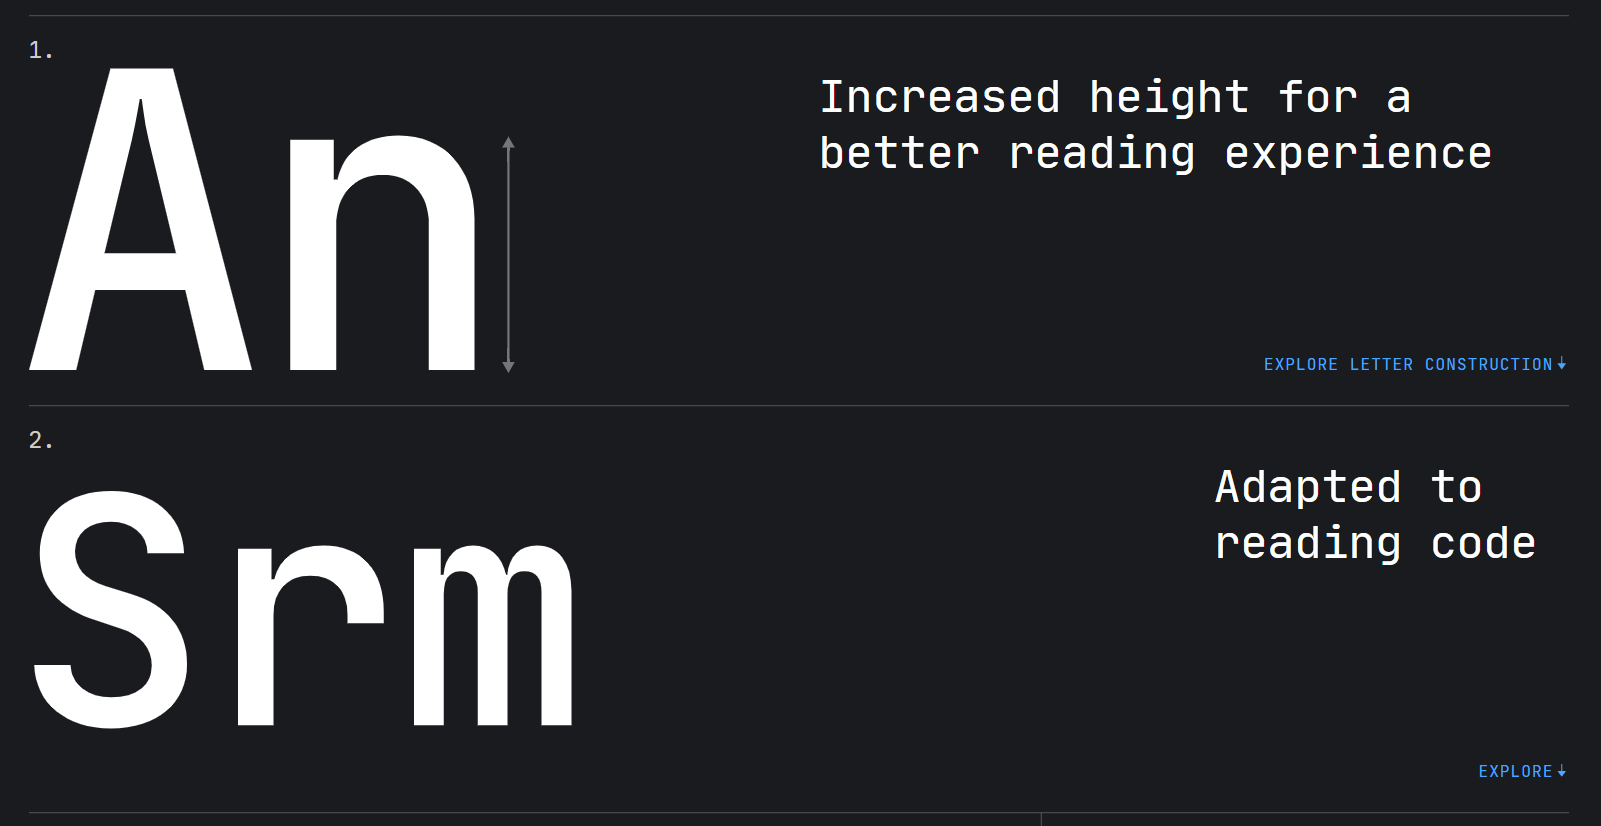 1.
An
Increased height for a
better reading experience
EXPLORE LETTER CONSTRUCTION↓
2.
Srm
Adapted to
reading code
EXPLORE↓